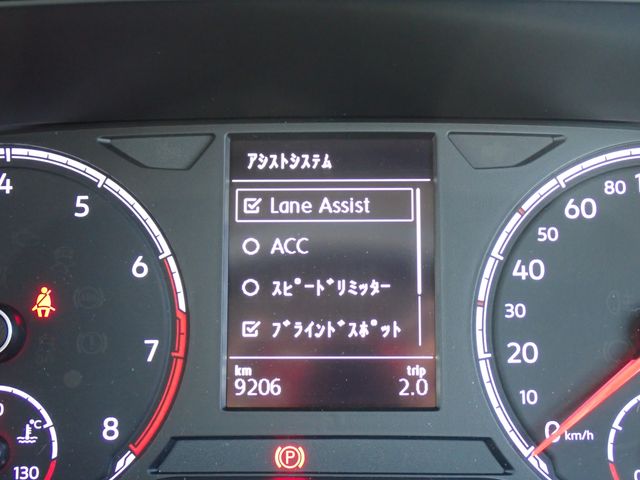 アシストシステム
Lane Assist
ACC
スピードリミッター
ブラインドスポット
km trip
9206 2.0
4
5
6
7
8
130
°C
80
60
50
40
30
20
10
0 km/h
P